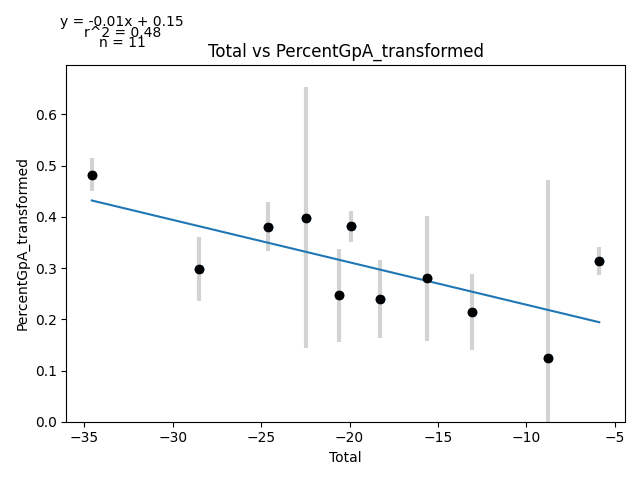 y = -0.01x + 0.15
r^2 = 0.48
n = 11
Total vs PercentGpA_transformed
PercentGpA_transformed
0.6
0.5
0.4
0.3
0.2
0.1
0.0
−35 −30 −25 −20 −15 −10 −5
Total